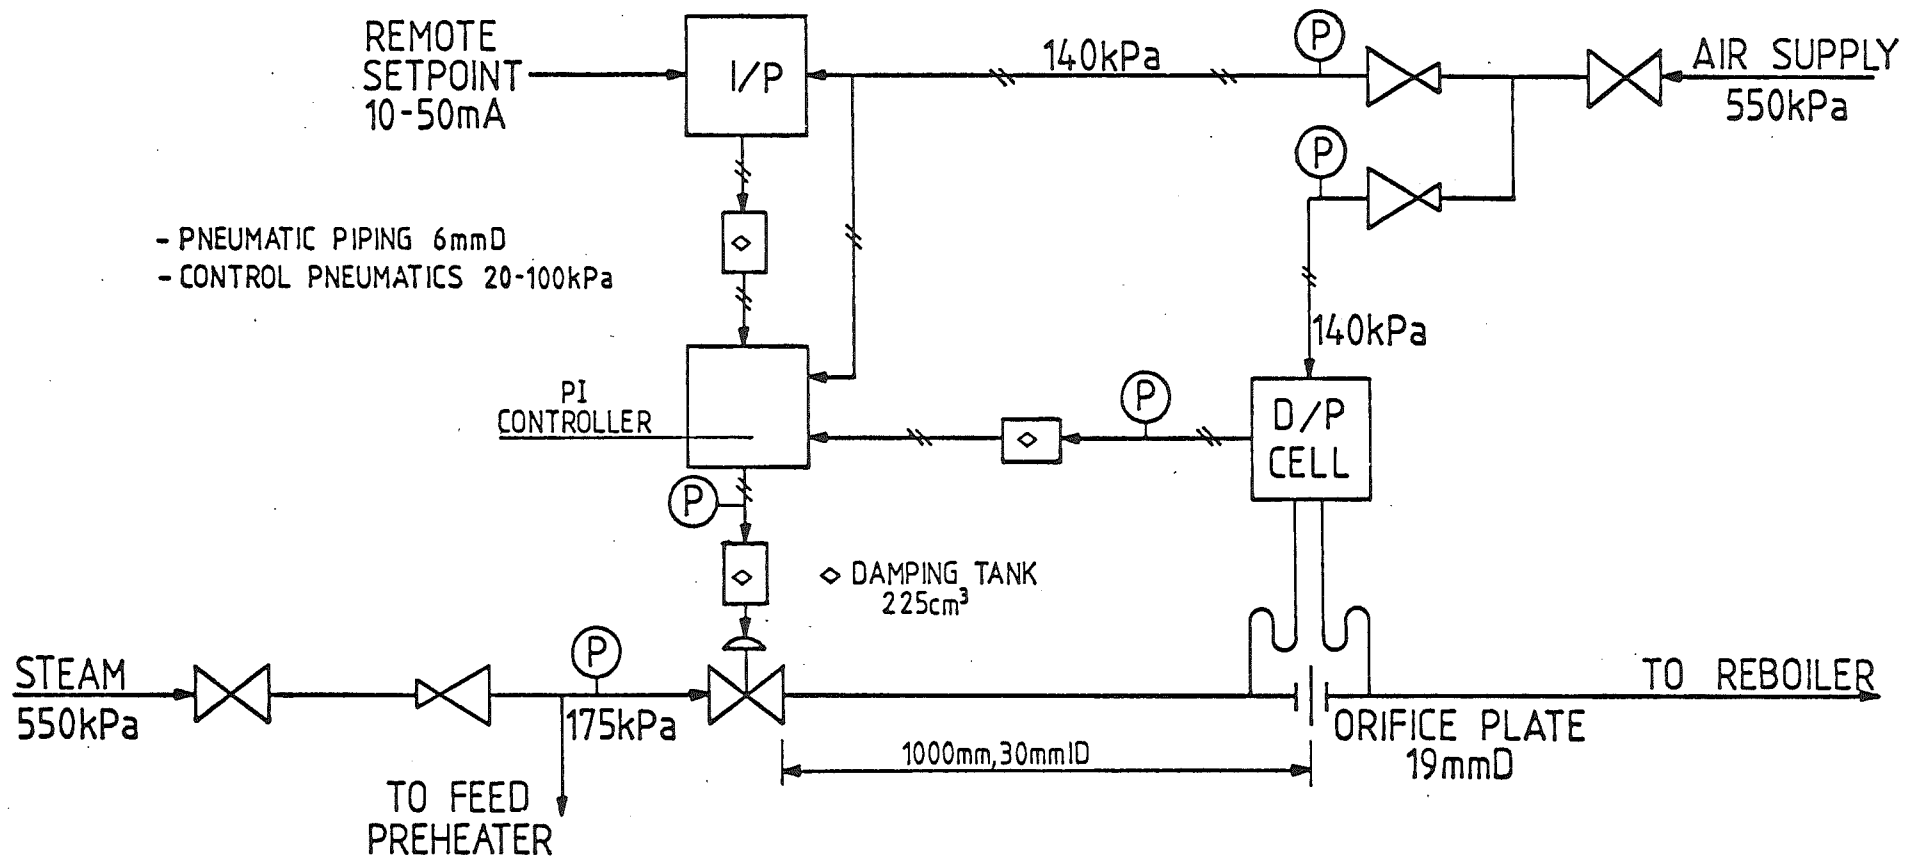 REMOTE
SETPOINT
10-50mA
I/P
140kPa
P
AIR SUPPLY
550kPa
P
- PNEUMATIC PIPING 6mmD
- CONTROL PNEUMATICS 20-100kPa
140kPa
PI
CONTROLLER
P
D/P
CELL
P
◇ DAMPING TANK
225cm³
STEAM
550kPa
P
175kPa
TO REBOILER
ORIFICE PLATE
19mmD
1000mm,30mmID
TO FEED
PREHEATER